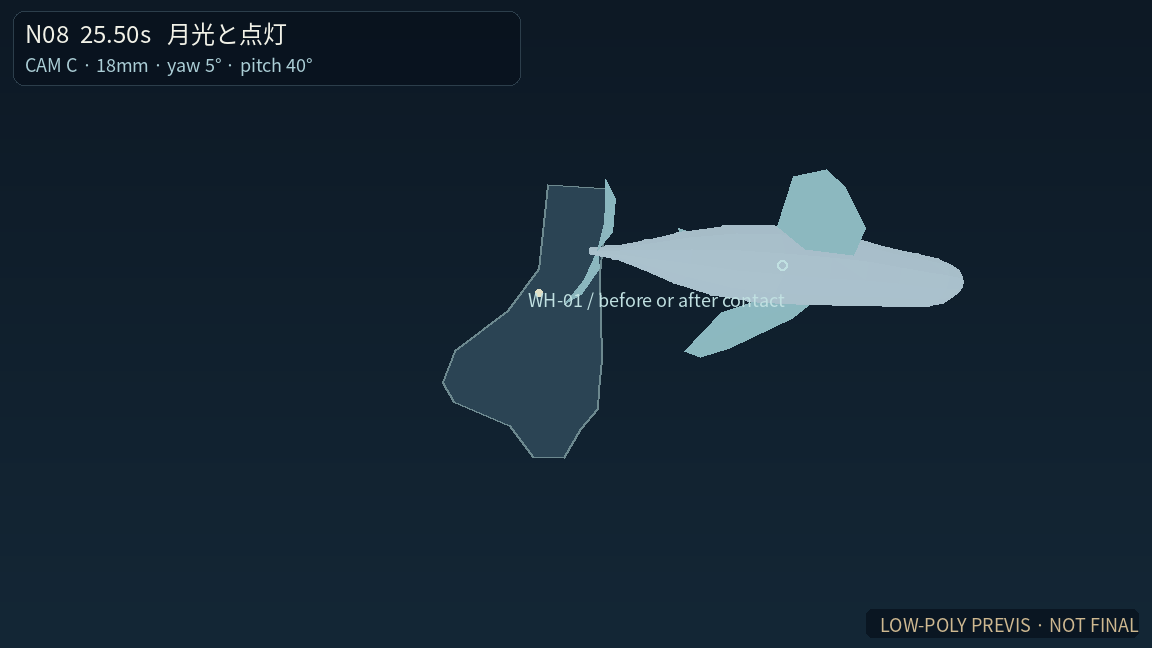 N08 25.50s 月光と点灯
CAM C · 18mm · yaw 5° · pitch 40°
WH-01 / before or after contact
LOW-POLY PREVIS · NOT FINAL